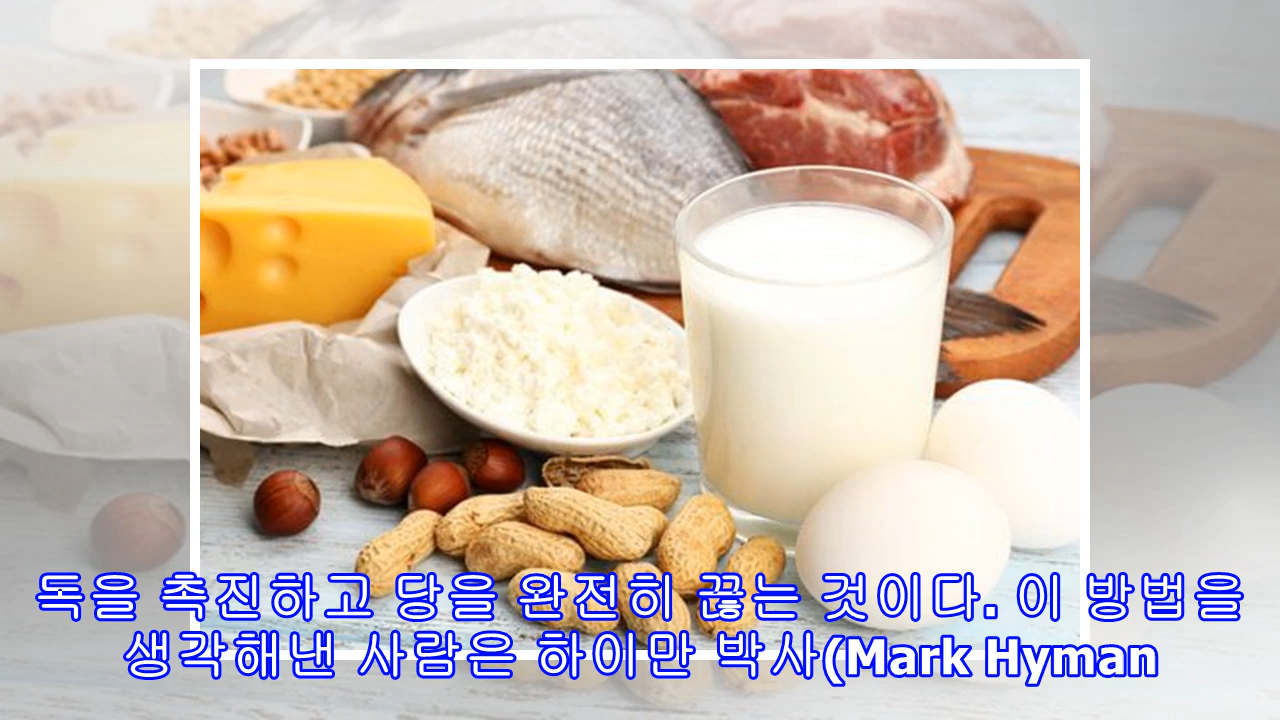 독을 촉진하고 당을 완전히 끊는 것이다. 이 방법을
생각해낸 사람은 하이만 박사(Mark Hyman